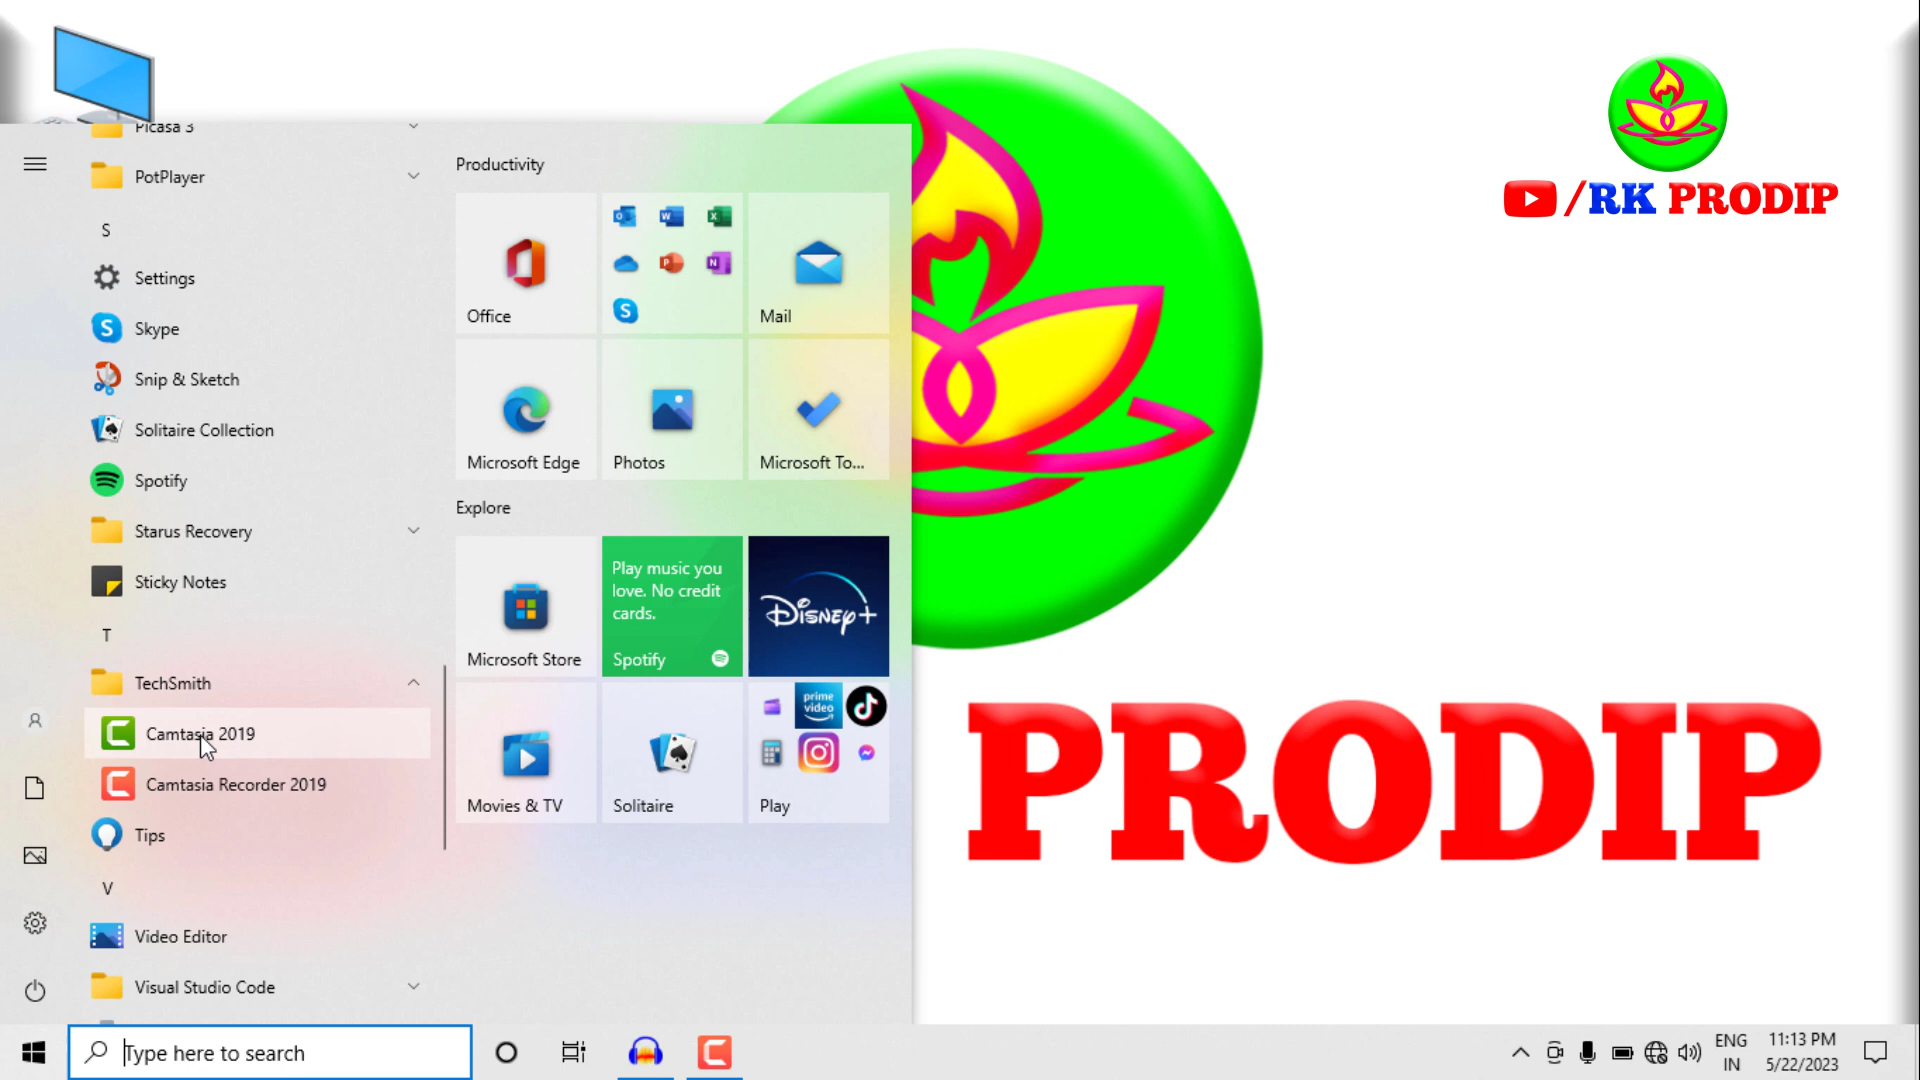 Picasa 3
PotPlayer
S
Settings
Skype
Snip & Sketch
Solitaire Collection
Spotify
Starus Recovery
Sticky Notes
T
TechSmith
Camtasia 2019
Camtasia Recorder 2019
Tips
V
Video Editor
Visual Studio Code
Productivity
Office
Mail
Microsoft Edge
Photos
Microsoft To...
Explore
Microsoft Store
Play music you
love. No credit
cards.
Spotify
Disney+
Movies & TV
Solitaire
prime
video
Play
/RK PRODIP
PRODIP
Type here to search
ENG
IN
11:13 PM
5/22/2023